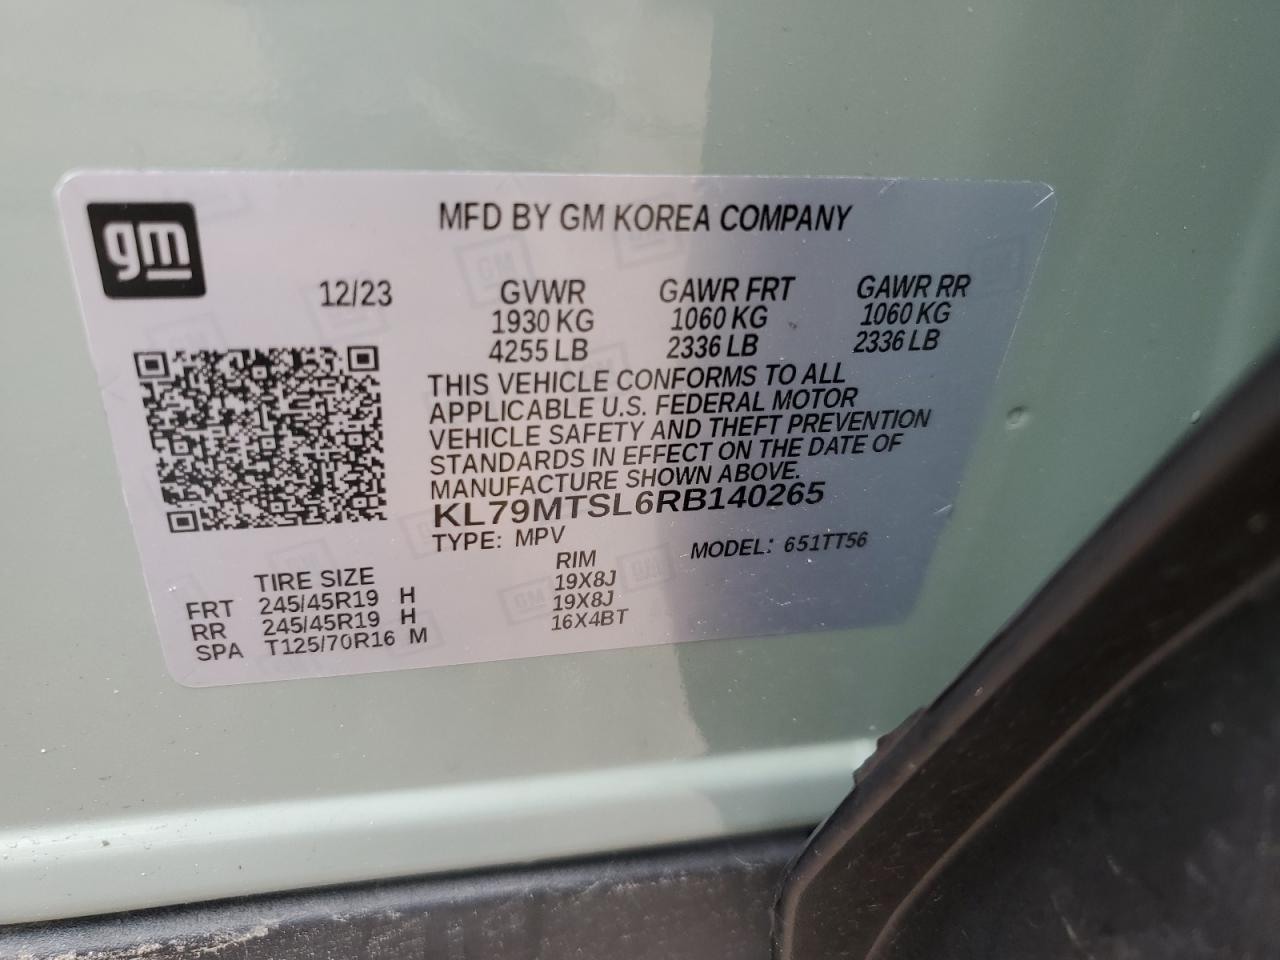 gm
MFD BY GM KOREA COMPANY
12/23 GVWR GAWR FRT GAWR RR
1930 KG 1060 KG 1060 KG
4255 LB 2336 LB 2336 LB
THIS VEHICLE CONFORMS TO ALL
APPLICABLE U.S. FEDERAL MOTOR
VEHICLE SAFETY AND THEFT PREVENTION
STANDARDS IN EFFECT ON THE DATE OF
MANUFACTURE SHOWN ABOVE.
KL79MTSL6RB140265
TYPE: MPV MODEL: 651TT56
TIRE SIZE RIM
FRT 245/45R19 H 19X8J
RR 245/45R19 H 19X8J
SPA T125/70R16 M 16X4BT